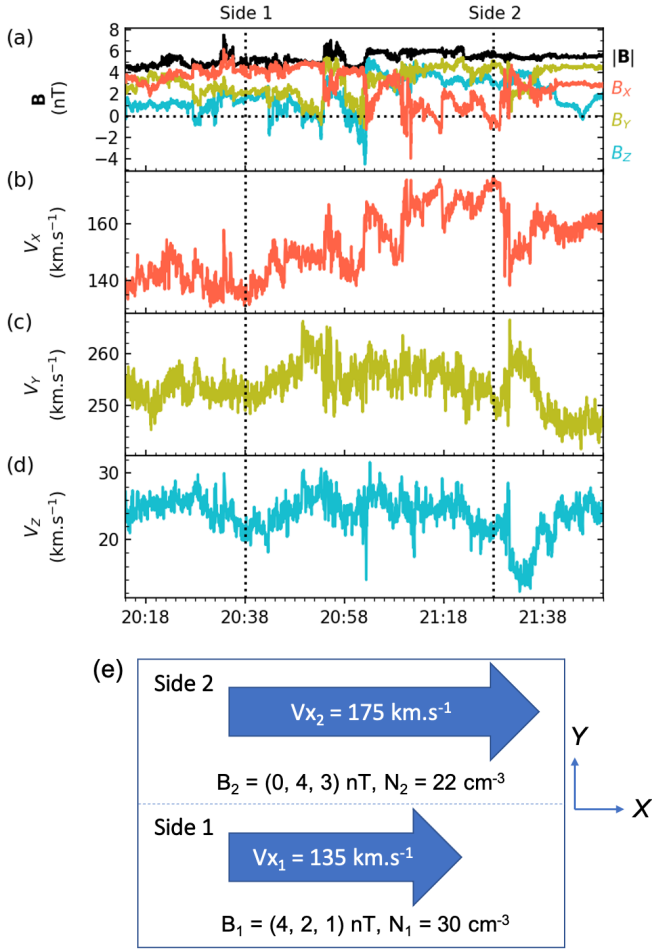 Side 1 Side 2
(a)
8
6
4
2
0
−2
−4
B
(nT)
|B|
B_X
B_Y
B_Z
(b)
160
140
V_X
(km.s⁻¹)
(c)
260
250
V_Y
(km.s⁻¹)
(d)
30
20
V_Z
(km.s⁻¹)
20:18 20:38 20:58 21:18 21:38
(e)
Side 2
Vx₂ = 175 km.s⁻¹
B₂ = (0, 4, 3) nT, N₂ = 22 cm⁻³
Side 1
Vx₁ = 135 km.s⁻¹
B₁ = (4, 2, 1) nT, N₁ = 30 cm⁻³
Y
X